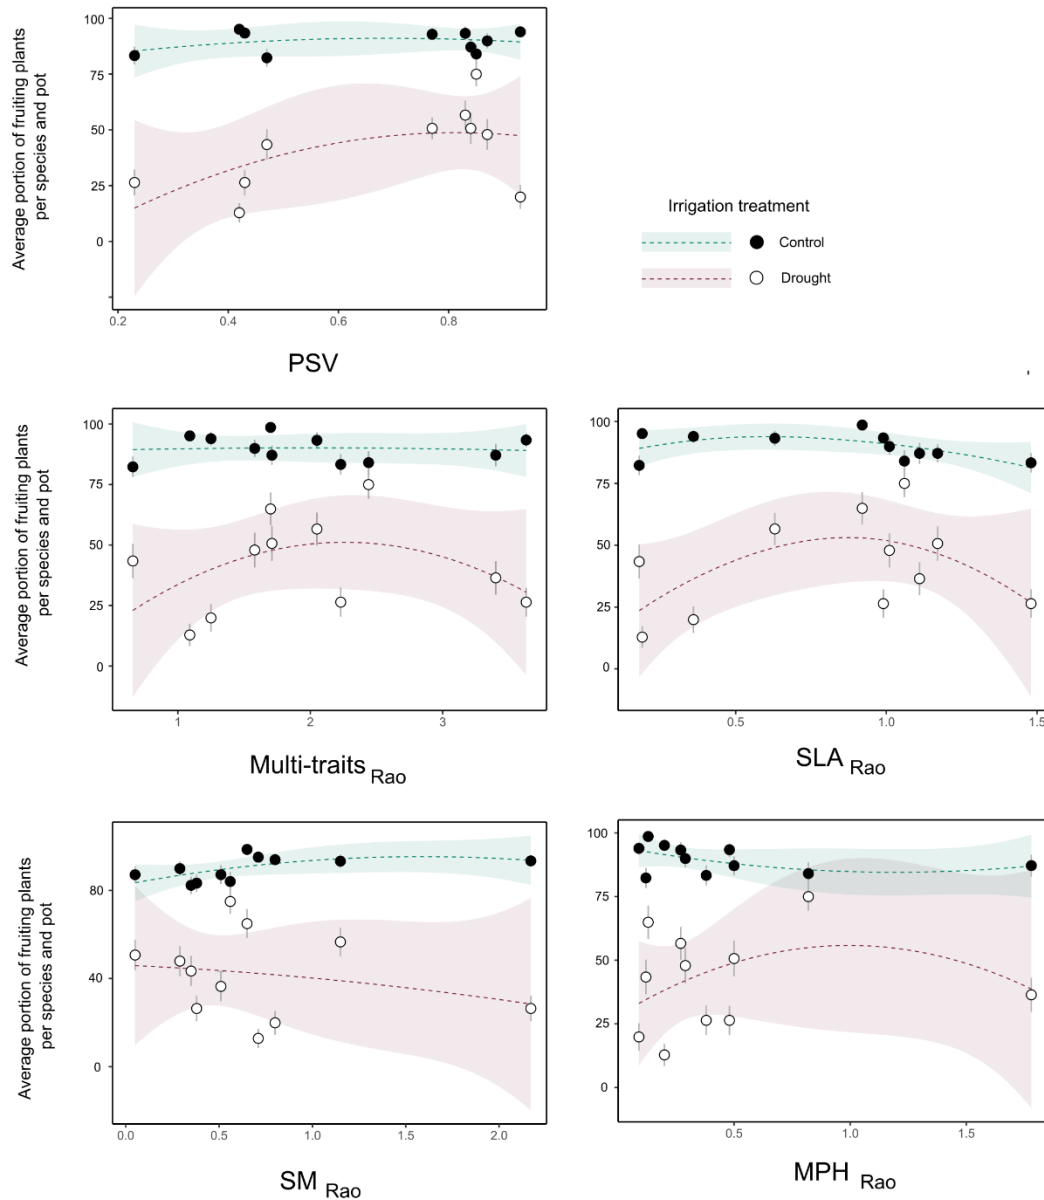 Average portion of fruiting plants
per species and pot
100
75
50
25
0
0.2 0.4 0.6 0.8
PSV
Irrigation treatment
Control
Drought
Average portion of fruiting plants
per species and pot
100
75
50
25
0
1 2 3
Multi-traits Rao
100
75
50
25
0
0.5 1.0 1.5
SLA Rao
Average portion of fruiting plants
per species and pot
80
40
0
0.0 0.5 1.0 1.5 2.0
SM Rao
100
75
50
25
0
0.5 1.0 1.5
MPH Rao